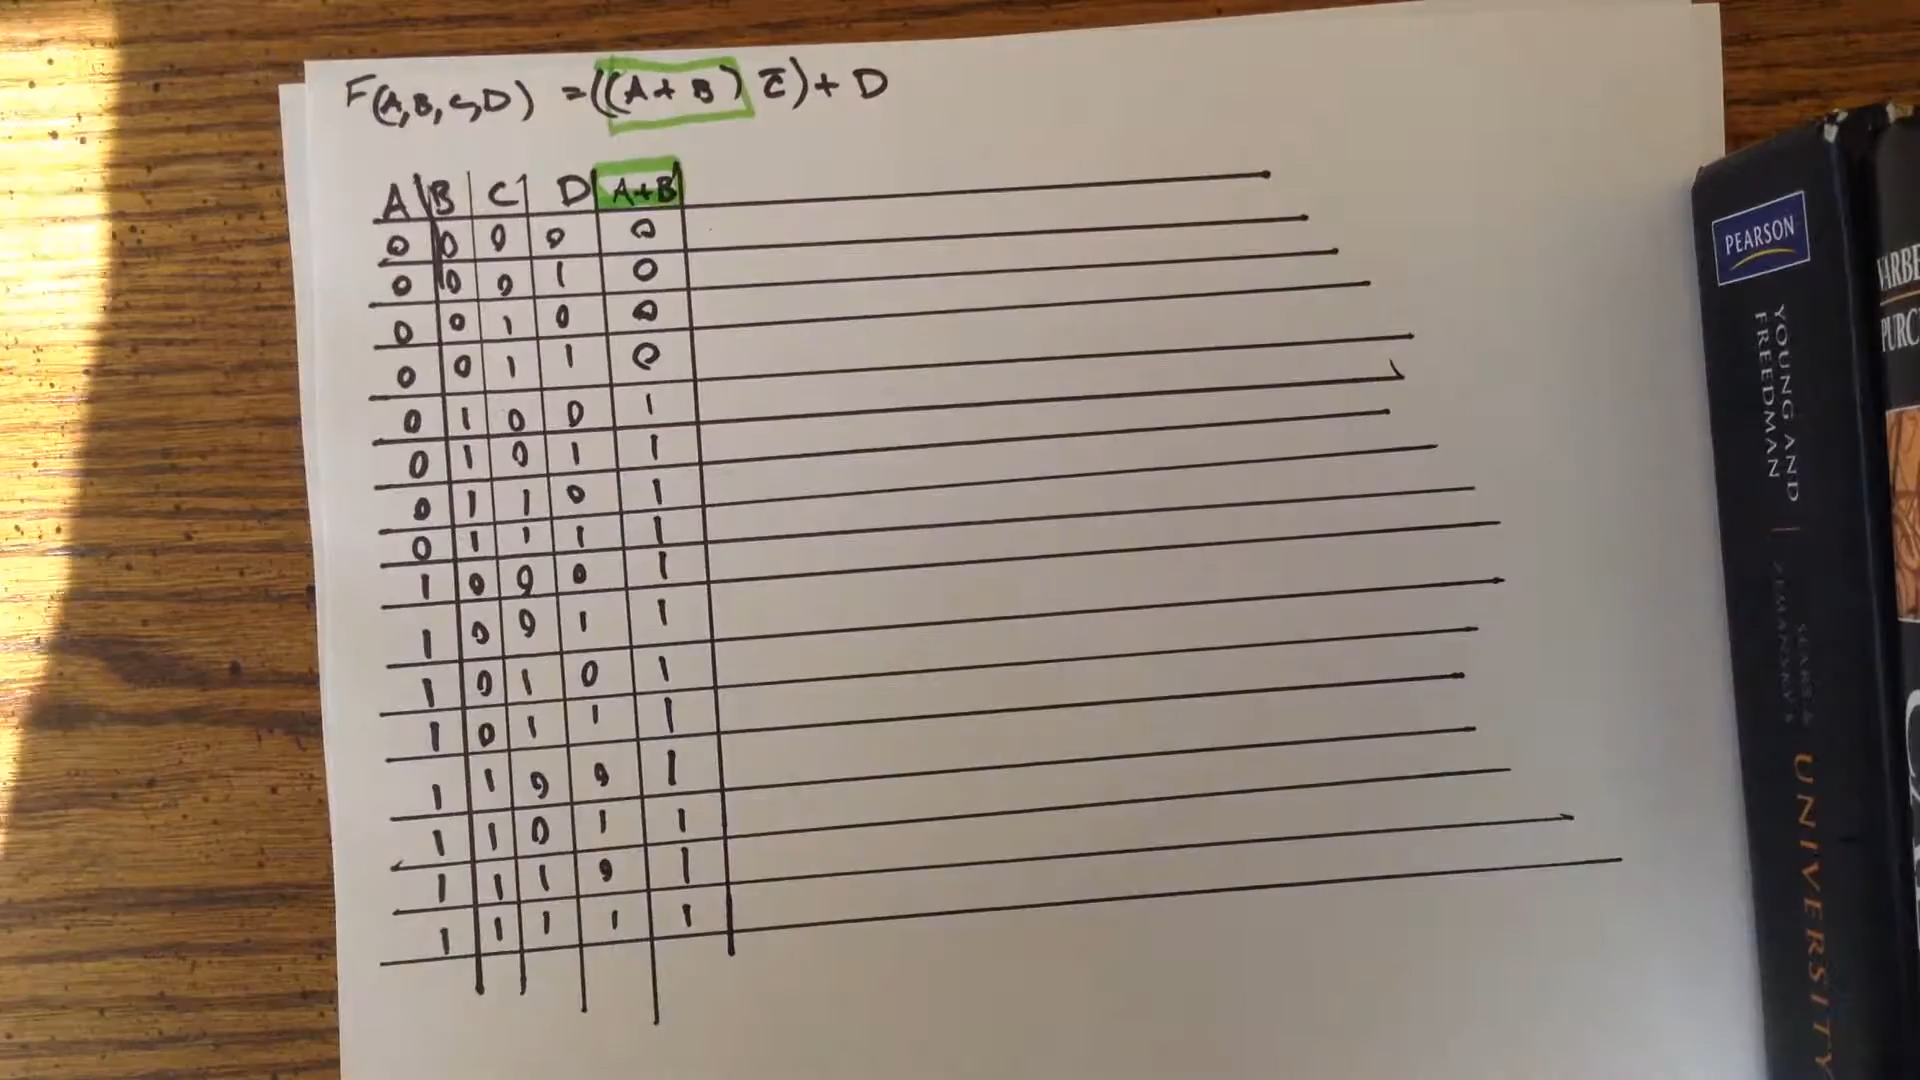 F(A,B,C,D) = ((A+B) C̅) + D
A B C D A+B
0 0 0 0 0
0 0 0 1 0
0 0 1 0 0
0 0 1 1 0
0 1 0 0 1
0 1 0 1 1
0 1 1 0 1
0 1 1 1 1
1 0 0 0 1
1 0 0 1 1
1 0 1 0 1
1 0 1 1 1
1 1 0 0 1
1 1 0 1 1
1 1 1 0 1
1 1 1 1 1
PEARSON
YOUNG AND
FREEDMAN
SEARS &
ZEMANSKY'S
UNIVERSITY